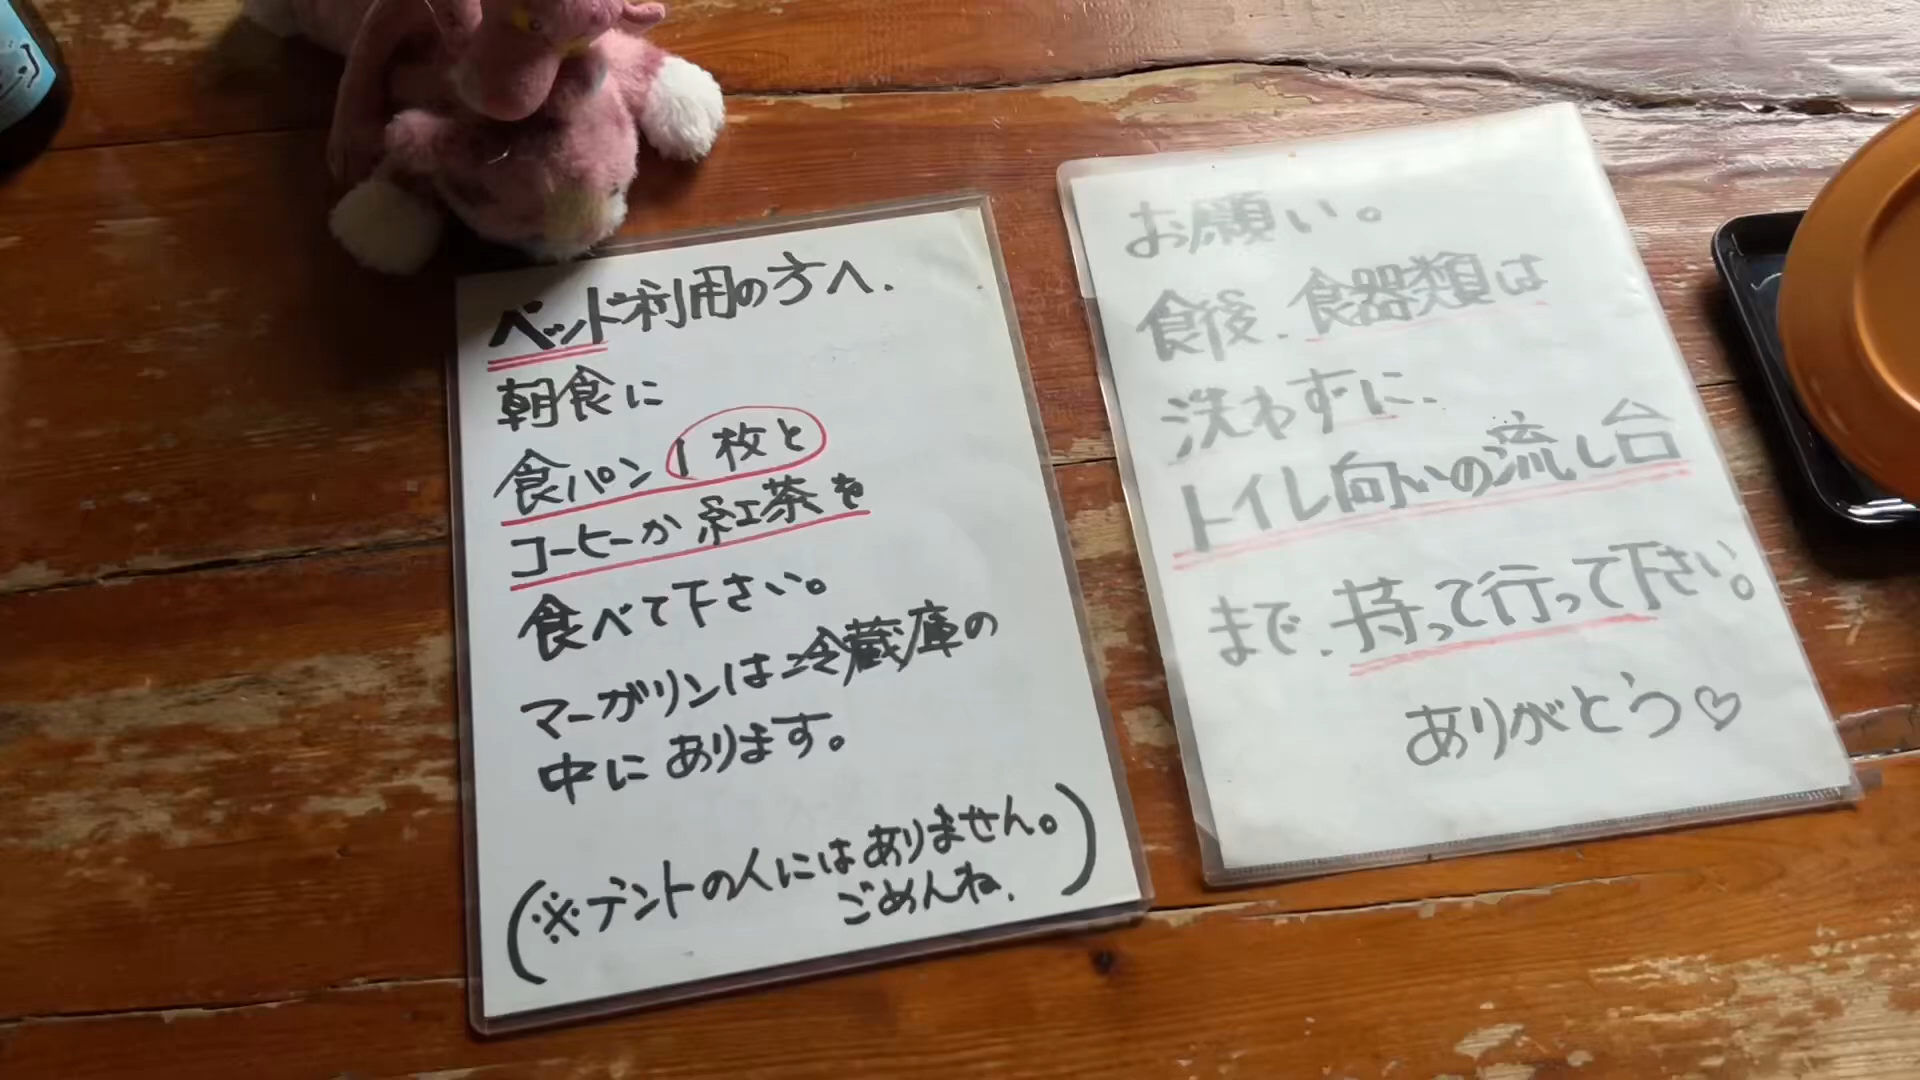 ベッド利用の方へ.
朝食に
食パン1枚と
コーヒーか紅茶を
食べて下さい。
マーガリンは冷蔵庫の
中にあります。
(※テントの人にはありません。
ごめんね.)
お願い。
食後、食器類は
洗わずに、
トイレ向いの流し台
まで、持って行って下さい。
ありがとう♡